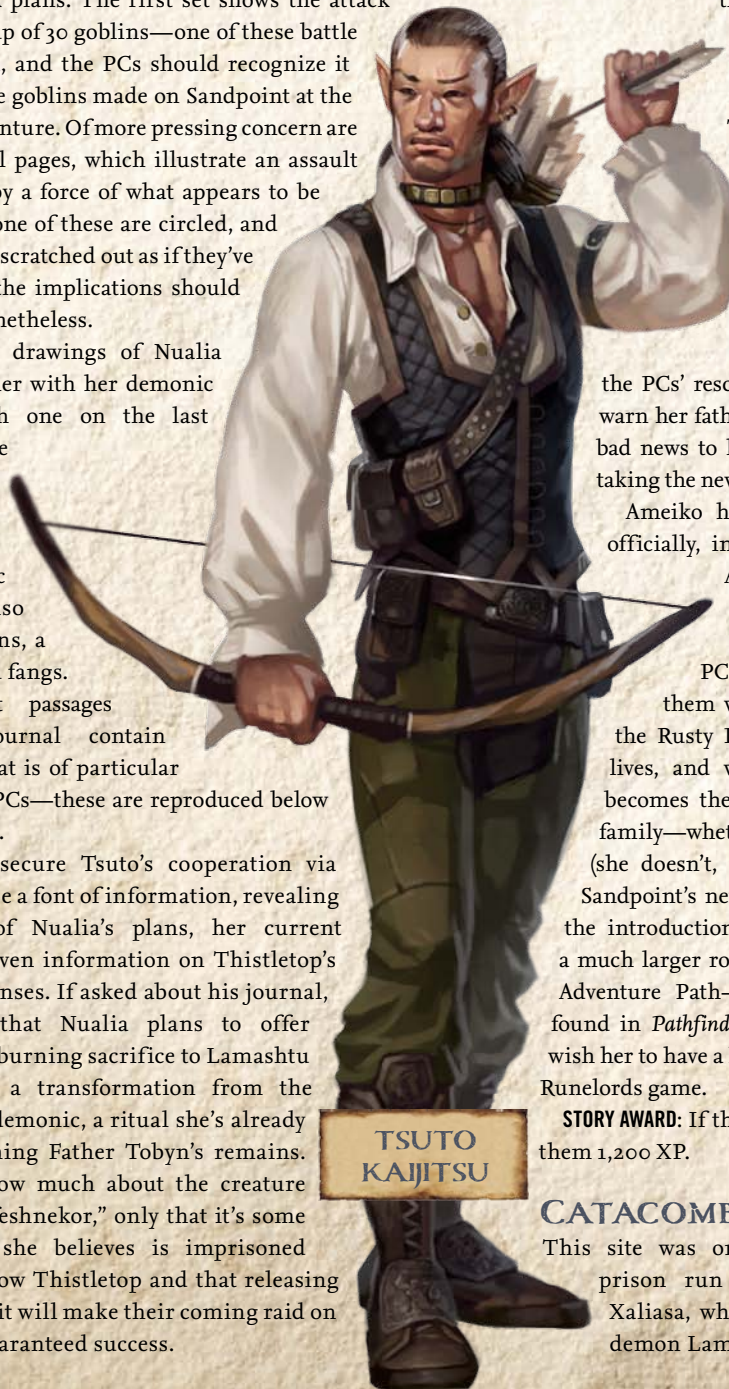 plans. The first set shows the attack
up of 30 goblins—one of these battle
, and the PCs should recognize it
e goblins made on Sandpoint at the
nture. Of more pressing concern are
l pages, which illustrate an assault
by a force of what appears to be
one of these are circled, and
scratched out as if they’ve
the implications should
netheless.
drawings of Nualia
er with her demonic
h one on the last
e
c
so
ns, a
fangs.
t passages
ournal contain
at is of particular
PCs—these are reproduced below
.
secure Tsuto’s cooperation via
e a font of information, revealing
of Nualia’s plans, her current
ven information on Thistletop’s
nses. If asked about his journal,
that Nualia plans to offer
burning sacrifice to Lamashtu
a transformation from the
demonic, a ritual she’s already
ning Father Tobyn’s remains.
ow much about the creature
eshnekor,” only that it’s some
she believes is imprisoned
ow Thistletop and that releasing
it will make their coming raid on
aranteed success.
TSUTO
KAIJITSU
the PCs’ resc
warn her fath
bad news to h
taking the new
Ameiko h
officially, in
A
PC
them w
the Rusty
lives, and w
becomes the
family—whet
(she doesn’t,
Sandpoint’s ne
the introduction
a much larger ro
Adventure Path—
found in Pathfind
wish her to have a
Runelords game.
STORY AWARD: If th
them 1,200 XP.
CATACOMB
This site was or
prison run
Xaliasa, wh
demon Lam